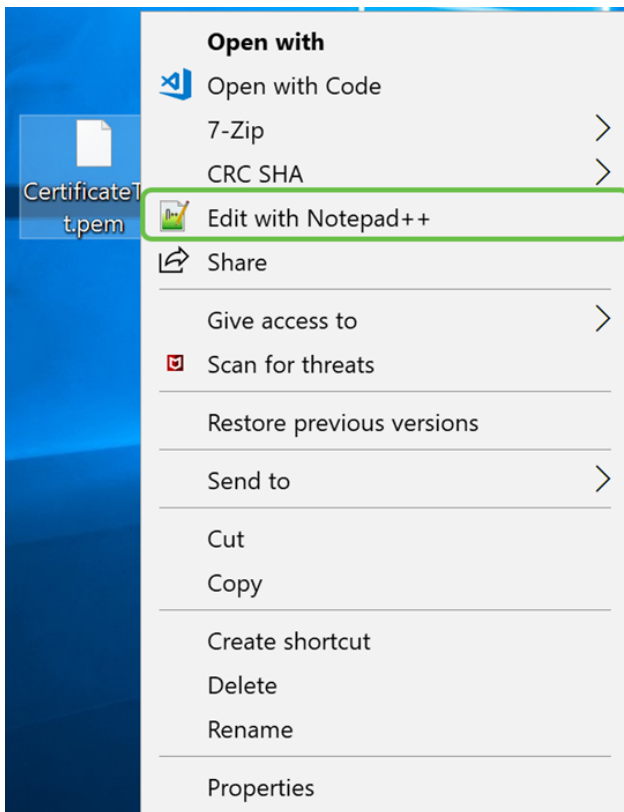 Open with
Open with Code
7-Zip
CRC SHA
CertificateT
t.pem
Edit with Notepad++
Share
Give access to
Scan for threats
Restore previous versions
Send to
Cut
Copy
Create shortcut
Delete
Rename
Properties